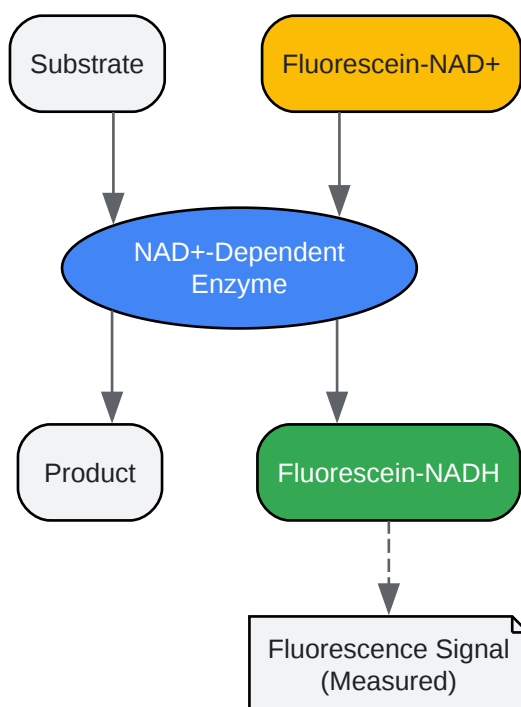 Substrate
Fluorescein-NAD+
NAD+-Dependent
Enzyme
Product
Fluorescein-NADH
Fluorescence Signal
(Measured)